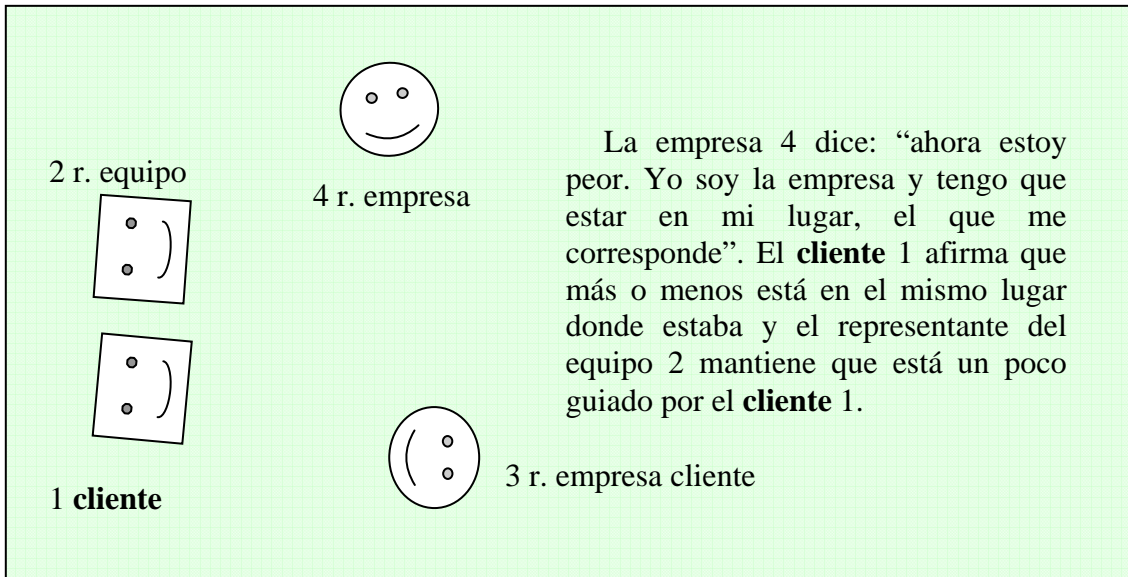 2 r. equipo
4 r. empresa
La empresa 4 dice: “ahora estoy
peor. Yo soy la empresa y tengo que
estar en mi lugar, el que me
corresponde”. El cliente 1 afirma que
más o menos está en el mismo lugar
donde estaba y el representante del
equipo 2 mantiene que está un poco
guiado por el cliente 1.
3 r. empresa cliente
1 cliente